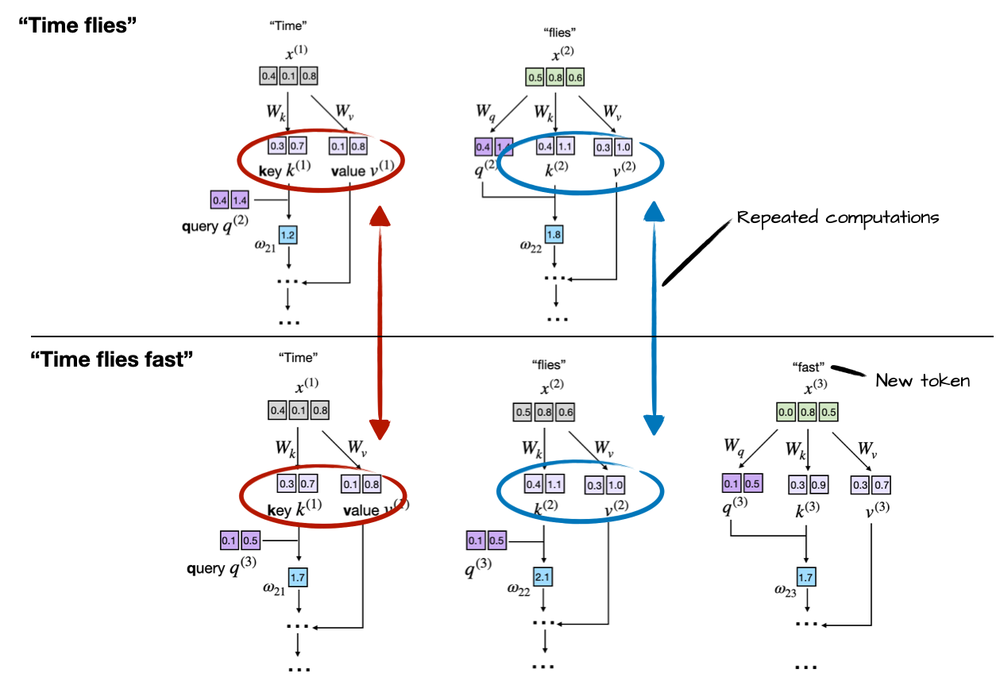 “Time flies”
“Time”
“flies”
x(1)
x(2)
0.4 0.1 0.8
0.5 0.8 0.6
Wk
Wv
Wq
Wk
Wv
0.3 0.7
0.1 0.8
0.4 1.4
0.4 1.1
0.3 1.0
key k(1)
value v(1)
q(2)
k(2)
v(2)
0.4 1.4
query q(2)
Repeated computations
ω21
1.2
ω22
1.8
...
...
...
...
“Time flies fast”
“Time”
“flies”
“fast”
New token
x(1)
x(2)
x(3)
0.4 0.1 0.8
0.5 0.8 0.6
0.0 0.8 0.5
Wk
Wv
Wk
Wv
Wq
Wk
Wv
0.3 0.7
0.1 0.8
0.4 1.1
0.3 1.0
0.1 0.5
0.3 0.9
0.3 0.7
key k(1)
value v(1)
k(2)
v(2)
q(3)
k(3)
v(3)
0.1 0.5
0.1 0.5
query q(3)
q(3)
ω21
1.7
ω22
2.1
ω23
1.7
...
...
...
...
...
...